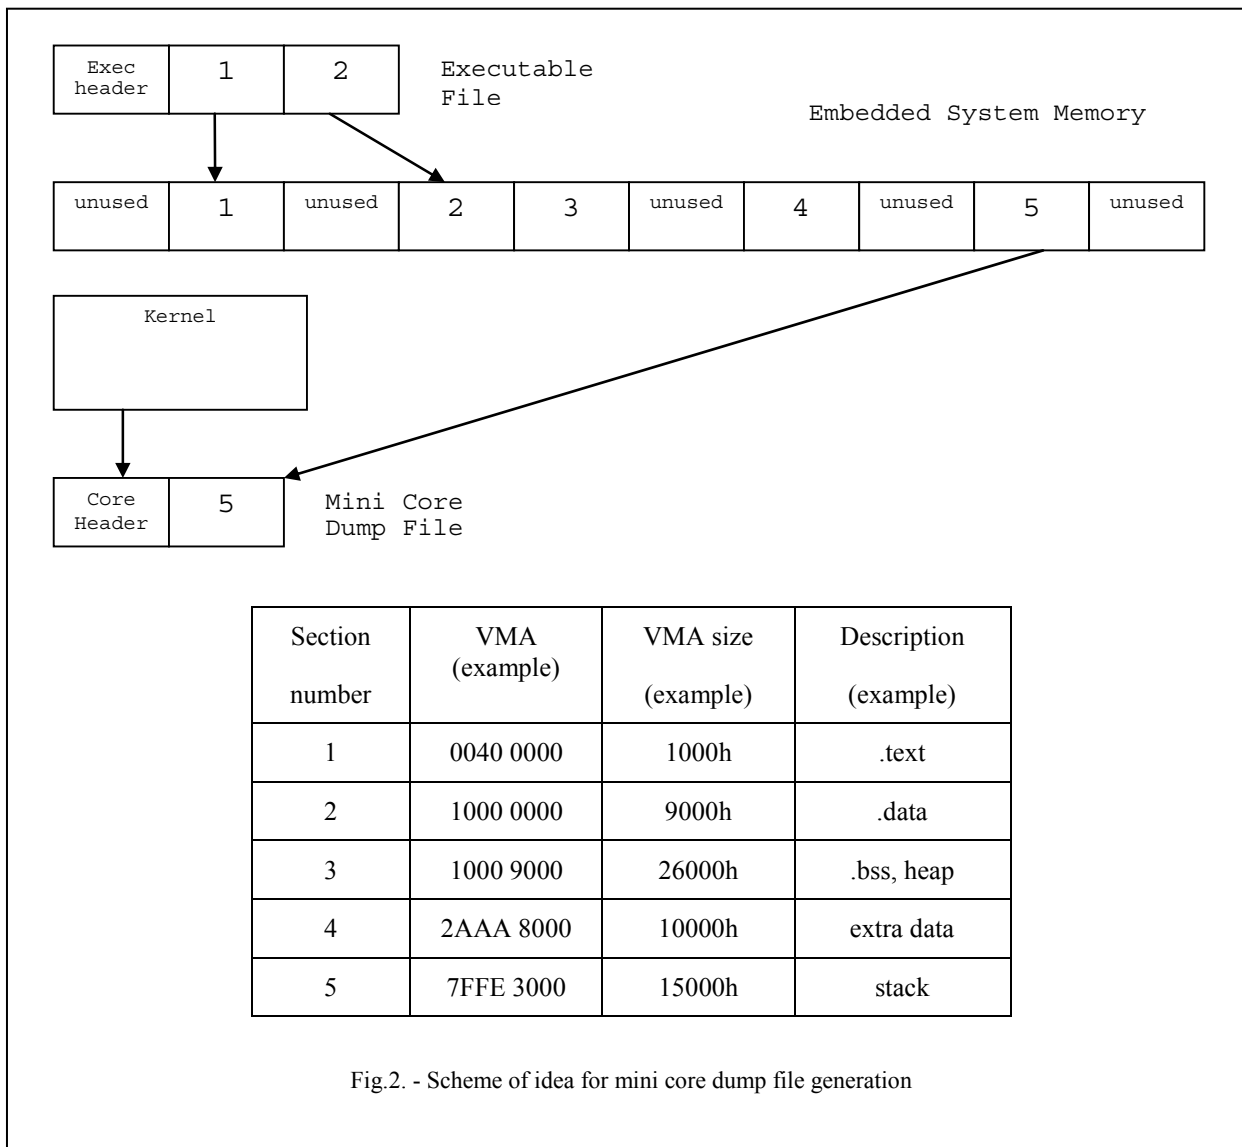 Exec
header
1
2
Executable
File
Embedded System Memory
unused
1
unused
2
3
unused
4
unused
5
unused
Kernel
Core
Header
5
Mini Core
Dump File
Section
number
VMA
(example)
VMA size
(example)
Description
(example)
1 0040 0000 1000h .text
2 1000 0000 9000h .data
3 1000 9000 26000h .bss, heap
4 2AAA 8000 10000h extra data
5 7FFE 3000 15000h stack
Fig.2. - Scheme of idea for mini core dump file generation